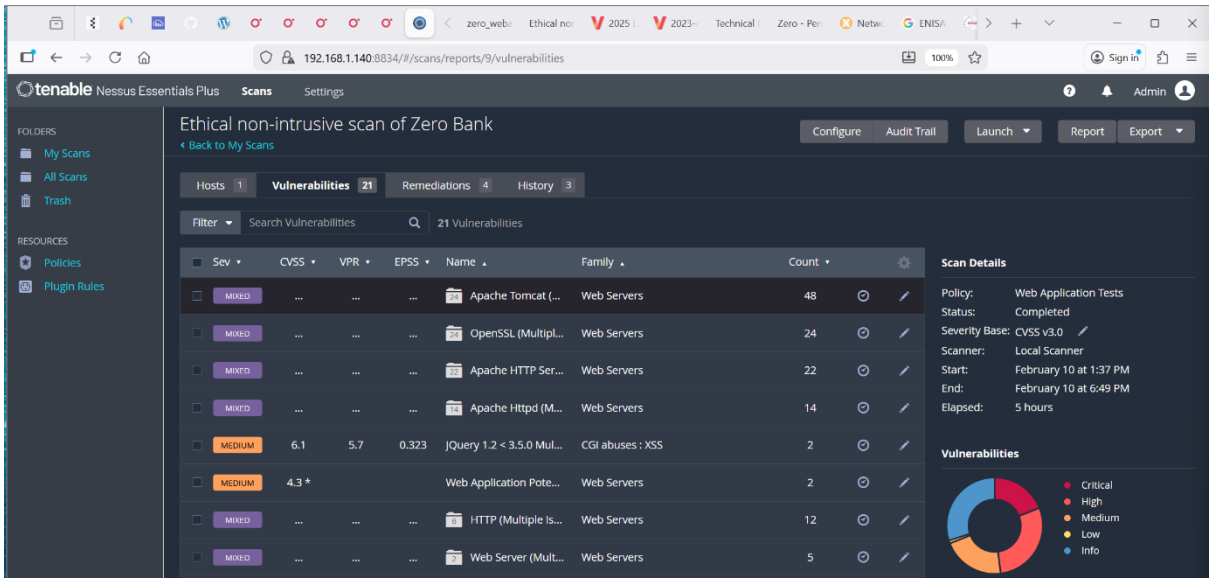 zero_weba Ethical nor 2025 2023- Technical Zero - Pen Netwo ENISA
192.168.1.140:8834/#/scans/reports/9/vulnerabilities 100% Sign in
tenable Nessus Essentials Plus Scans Settings Admin
FOLDERS
My Scans
All Scans
Trash
RESOURCES
Policies
Plugin Rules
Ethical non-intrusive scan of Zero Bank
Back to My Scans
Configure Audit Trail Launch Report Export
Hosts 1 Vulnerabilities 21 Remediations 4 History 3
Filter Search Vulnerabilities 21 Vulnerabilities
Sev CVSS VPR EPSS Name Family Count
MIXED ... ... ... 24 Apache Tomcat (... Web Servers 48
MIXED ... ... ... 24 OpenSSL (Multipl... Web Servers 24
MIXED ... ... ... 22 Apache HTTP Ser... Web Servers 22
MIXED ... ... ... 14 Apache Httpd (M... Web Servers 14
MEDIUM 6.1 5.7 0.323 JQuery 1.2 < 3.5.0 Mul... CGI abuses : XSS 2
MEDIUM 4.3 * Web Application Pote... Web Servers 2
MIXED ... ... ... 6 HTTP (Multiple Is... Web Servers 12
MIXED ... ... ... 2 Web Server (Mult... Web Servers 5
Scan Details
Policy: Web Application Tests
Status: Completed
Severity Base: CVSS v3.0
Scanner: Local Scanner
Start: February 10 at 1:37 PM
End: February 10 at 6:49 PM
Elapsed: 5 hours
Vulnerabilities
Critical
High
Medium
Low
Info